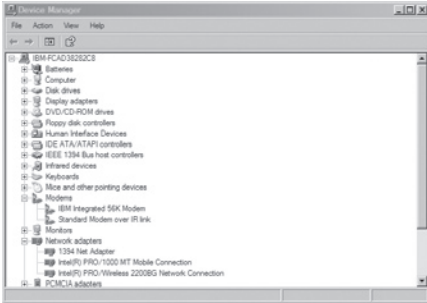 Device Manager
File Action View Help
IBM-FCAD38282C8
Batteries
Computer
Disk drives
Display adapters
DVD/CD-ROM drives
Floppy disk controllers
Human Interface Devices
IDE ATA/ATAPI controllers
IEEE 1394 Bus host controllers
Infrared devices
Keyboards
Mice and other pointing devices
Modems
IBM Integrated 56K Modem
Standard Modem over IR link
Monitors
Network adapters
1394 Net Adapter
Intel(R) PRO/1000 MT Mobile Connection
Intel(R) PRO/Wireless 2200BG Network Connection
PCMCIA adapters